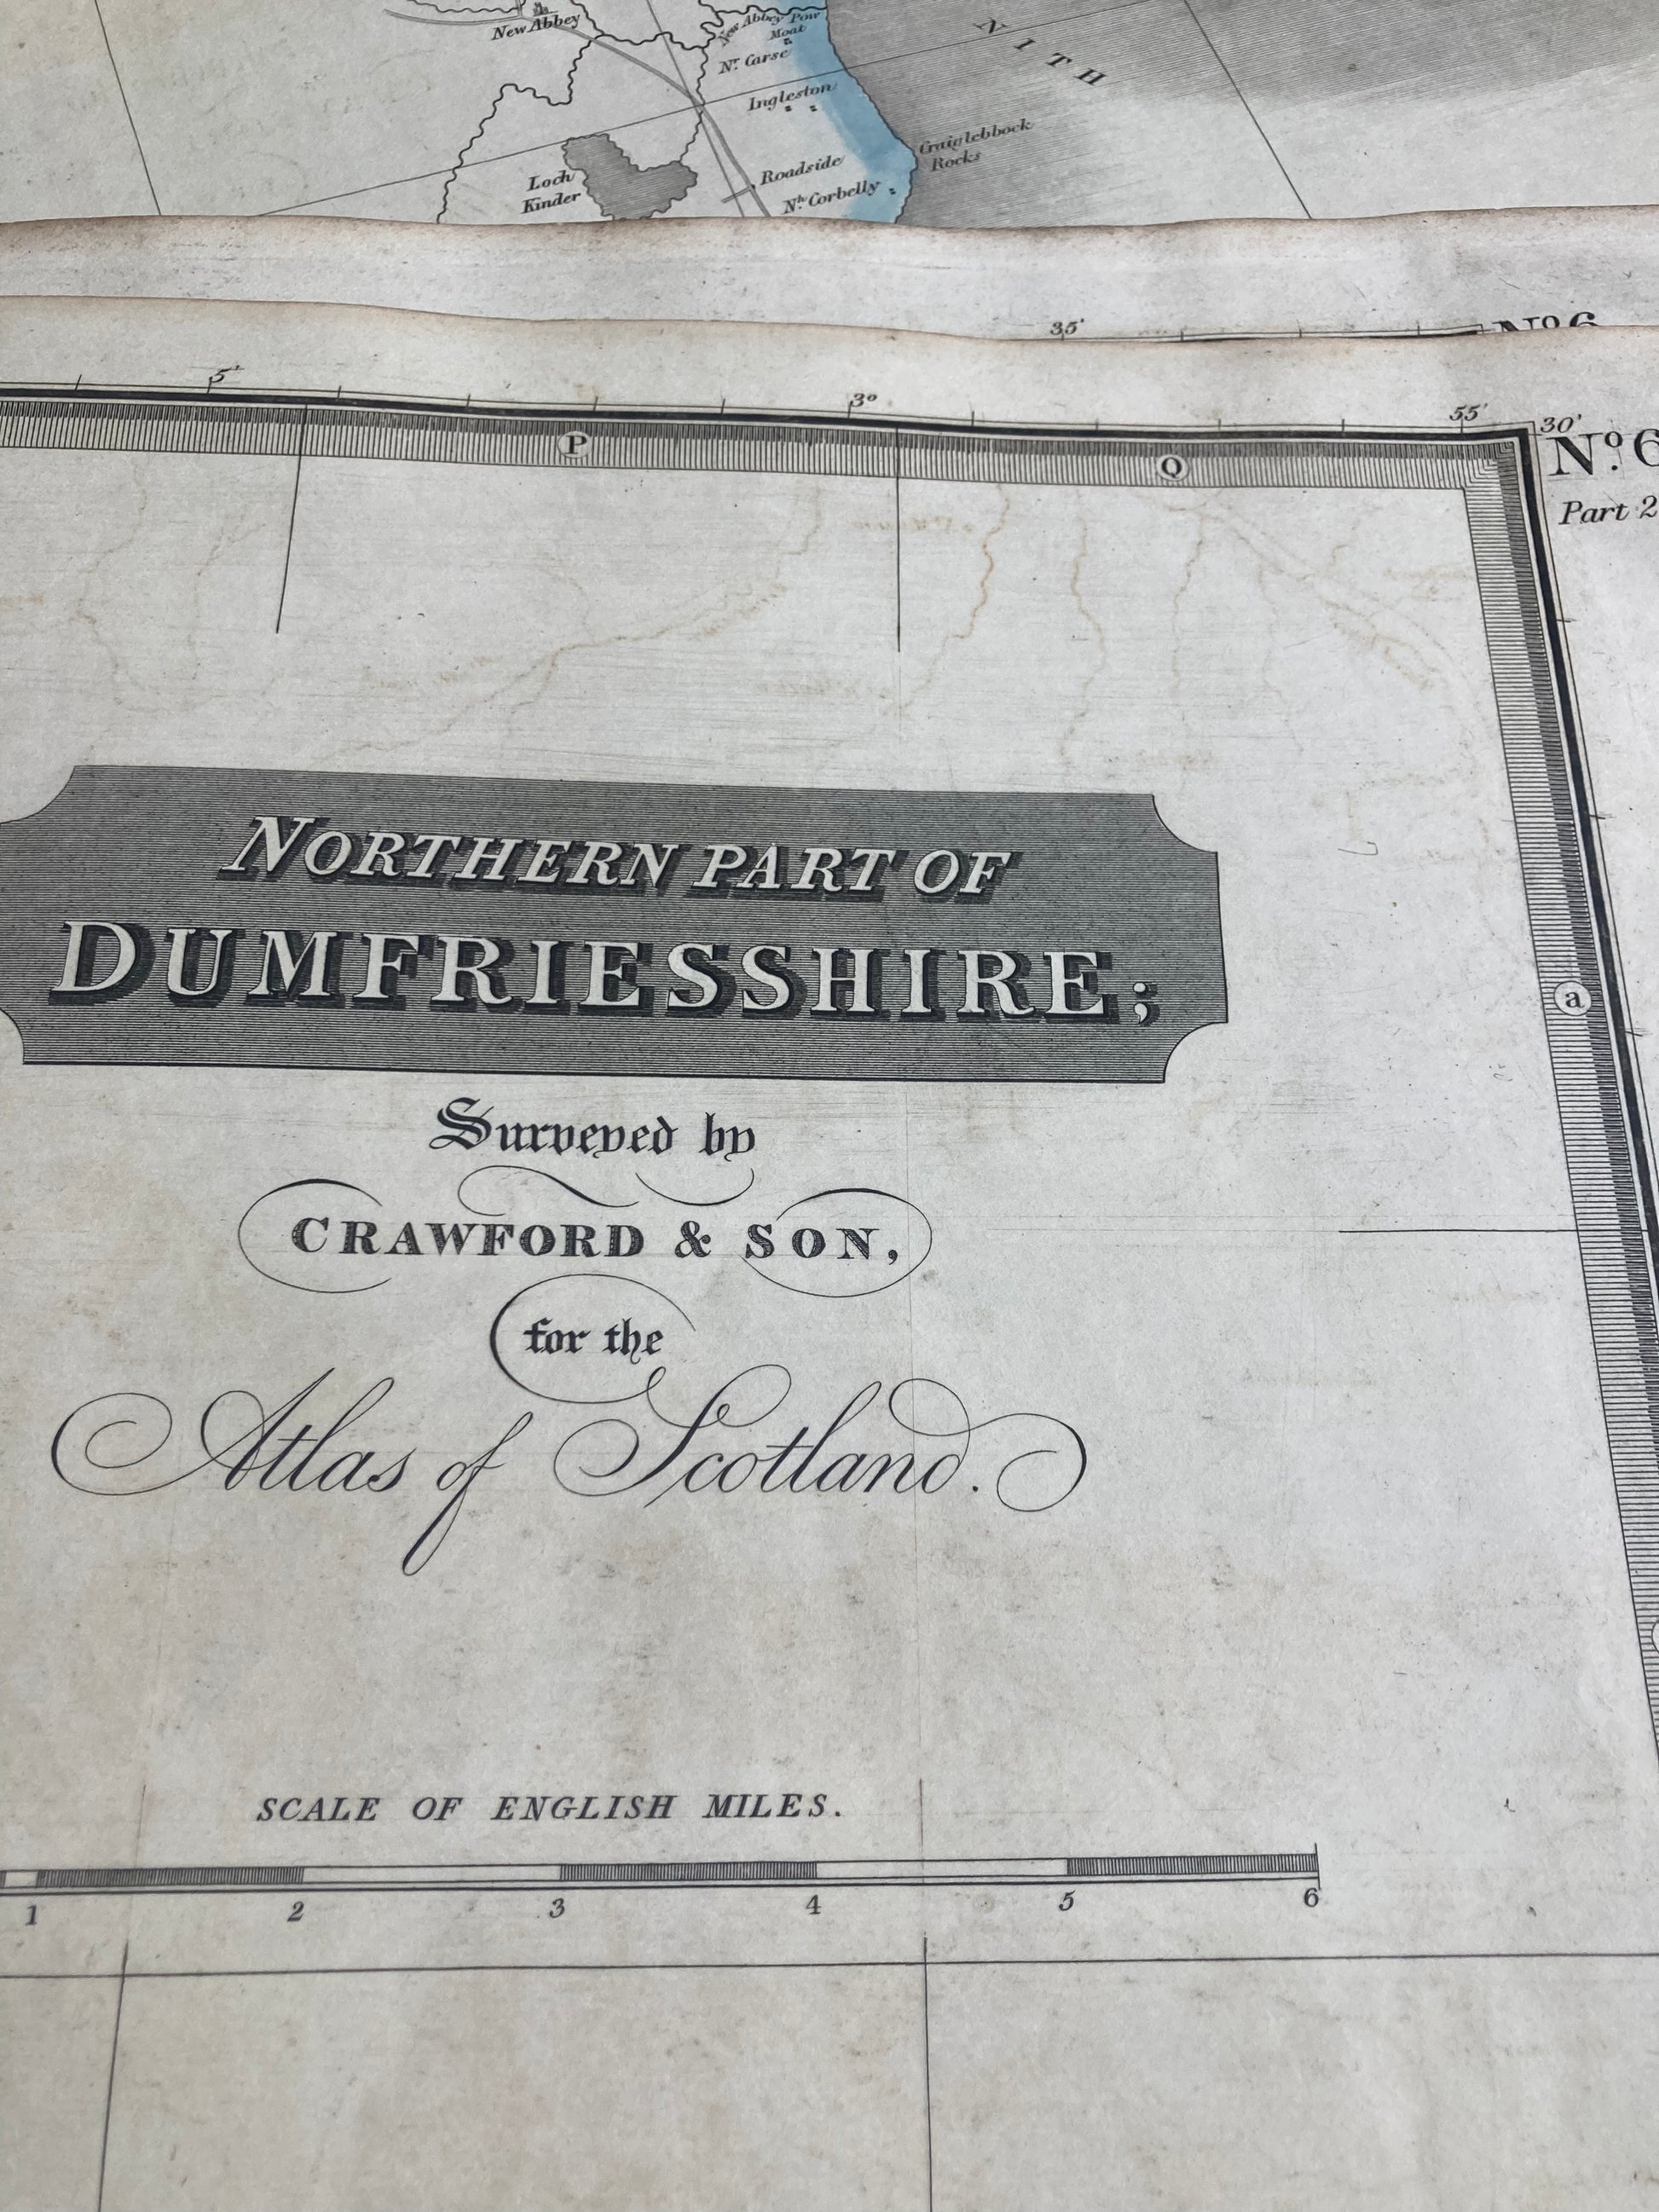 New Abbey
New Abbey Pow
Moat
Nr. Carse
Ingleston
NITH
Craiglebbock
Rocks
Loch
Kinder
Roadside
Nth. Corbelly
35'
No. 6
5'
3°
55'
30'
No. 6
Part 2
P
Q
NORTHERN PART OF
DUMFRIESSHIRE;
a
Surveyed by
CRAWFORD & SON,
for the
Atlas of Scotland.
SCALE OF ENGLISH MILES.
1 2 3 4 5 6